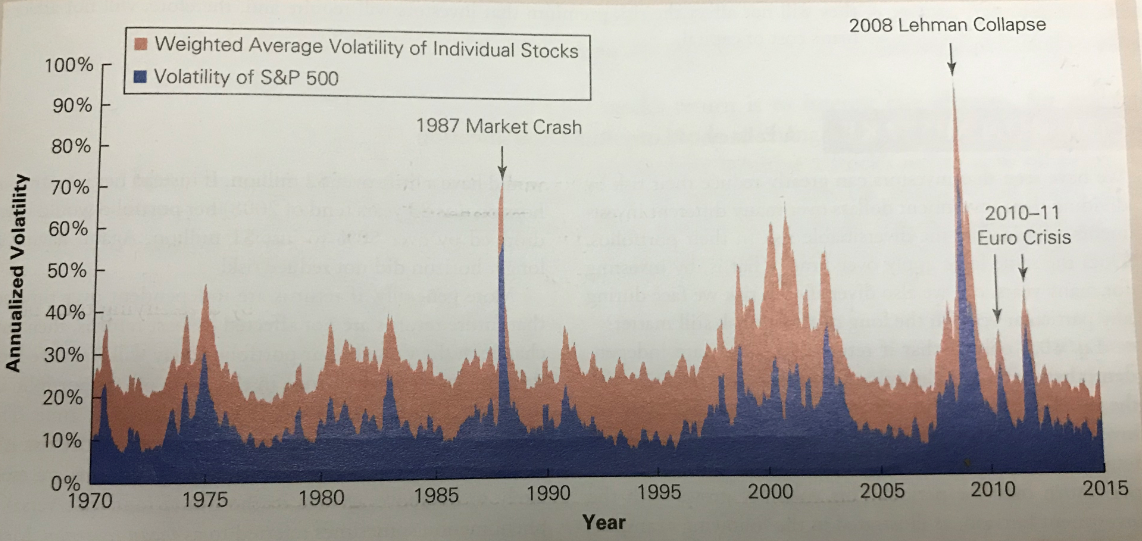 2008 Lehman Collapse
Weighted Average Volatility of Individual Stocks
Volatility of S&P 500
100%
90%
80%
70%
60%
50%
40%
30%
20%
10%
0%
1987 Market Crash
2010–11
Euro Crisis
Annualized Volatility
1970 1975 1980 1985 1990 1995 2000 2005 2010 2015
Year